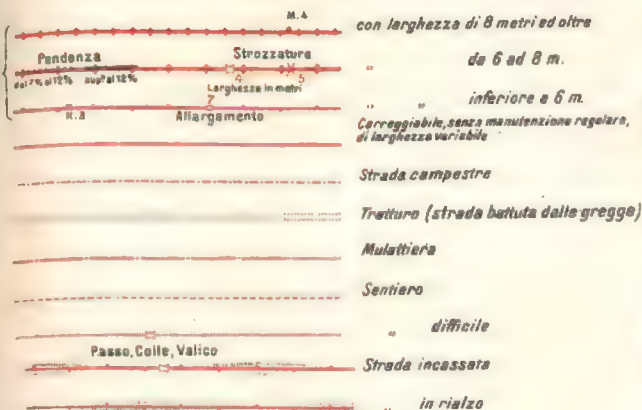 M.4
con larghezza di 8 metri ed oltre
Pendenza
Strozzatura
„ da 6 ad 8 m.
dal 7% al 12% sup? al 12%
4 5
Larghezza in metri
7
„ „ inferiore a 6 m.
K.3
Allargamento
Carreggiabile, senza manutenzione regolare,
di larghezza variabile
Strada campestre
Tratturo (strada battuta dalle gregge)
Mulattiera
Sentiero
„ difficile
Passo, Colle, Valico
Strada incassata
„ in rialzo